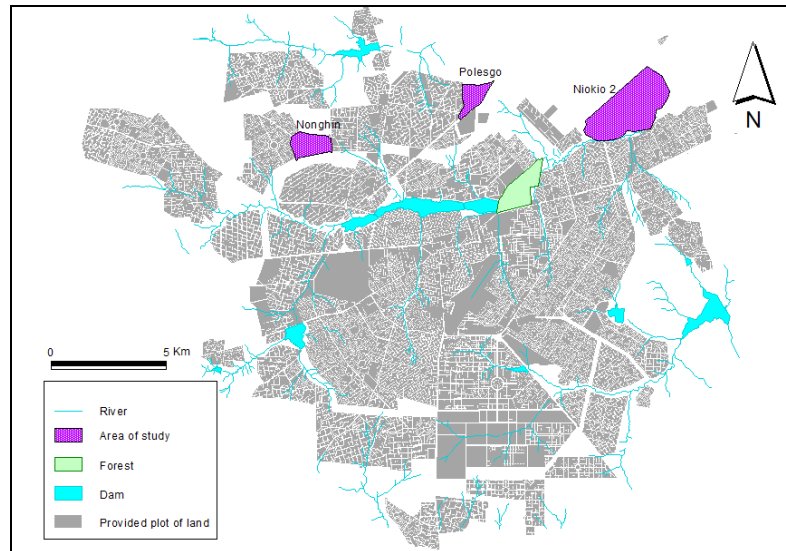 Polesgo
Niokio 2
Nonghin
N
0 5 Km
River
Area of study
Forest
Dam
Provided plot of land